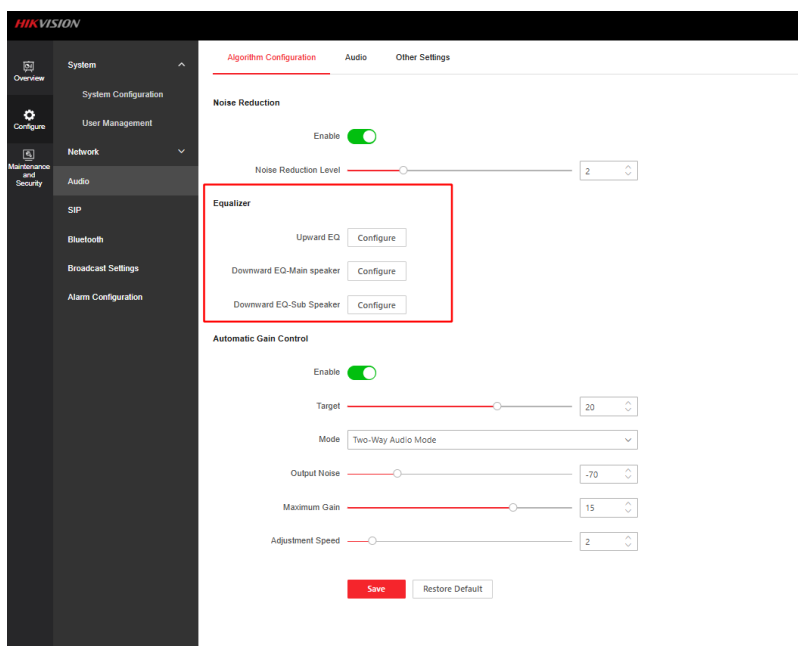 HIKVISION
Overview
Configure
Maintenance
and
Security
System
System Configuration
User Management
Network
Audio
SIP
Bluetooth
Broadcast Settings
Alarm Configuration
Algorithm Configuration Audio Other Settings
Noise Reduction
Enable
Noise Reduction Level 2
Equalizer
Upward EQ Configure
Downward EQ-Main speaker Configure
Downward EQ-Sub Speaker Configure
Automatic Gain Control
Enable
Target 20
Mode Two-Way Audio Mode
Output Noise -70
Maximum Gain 15
Adjustment Speed 2
Save Restore Default